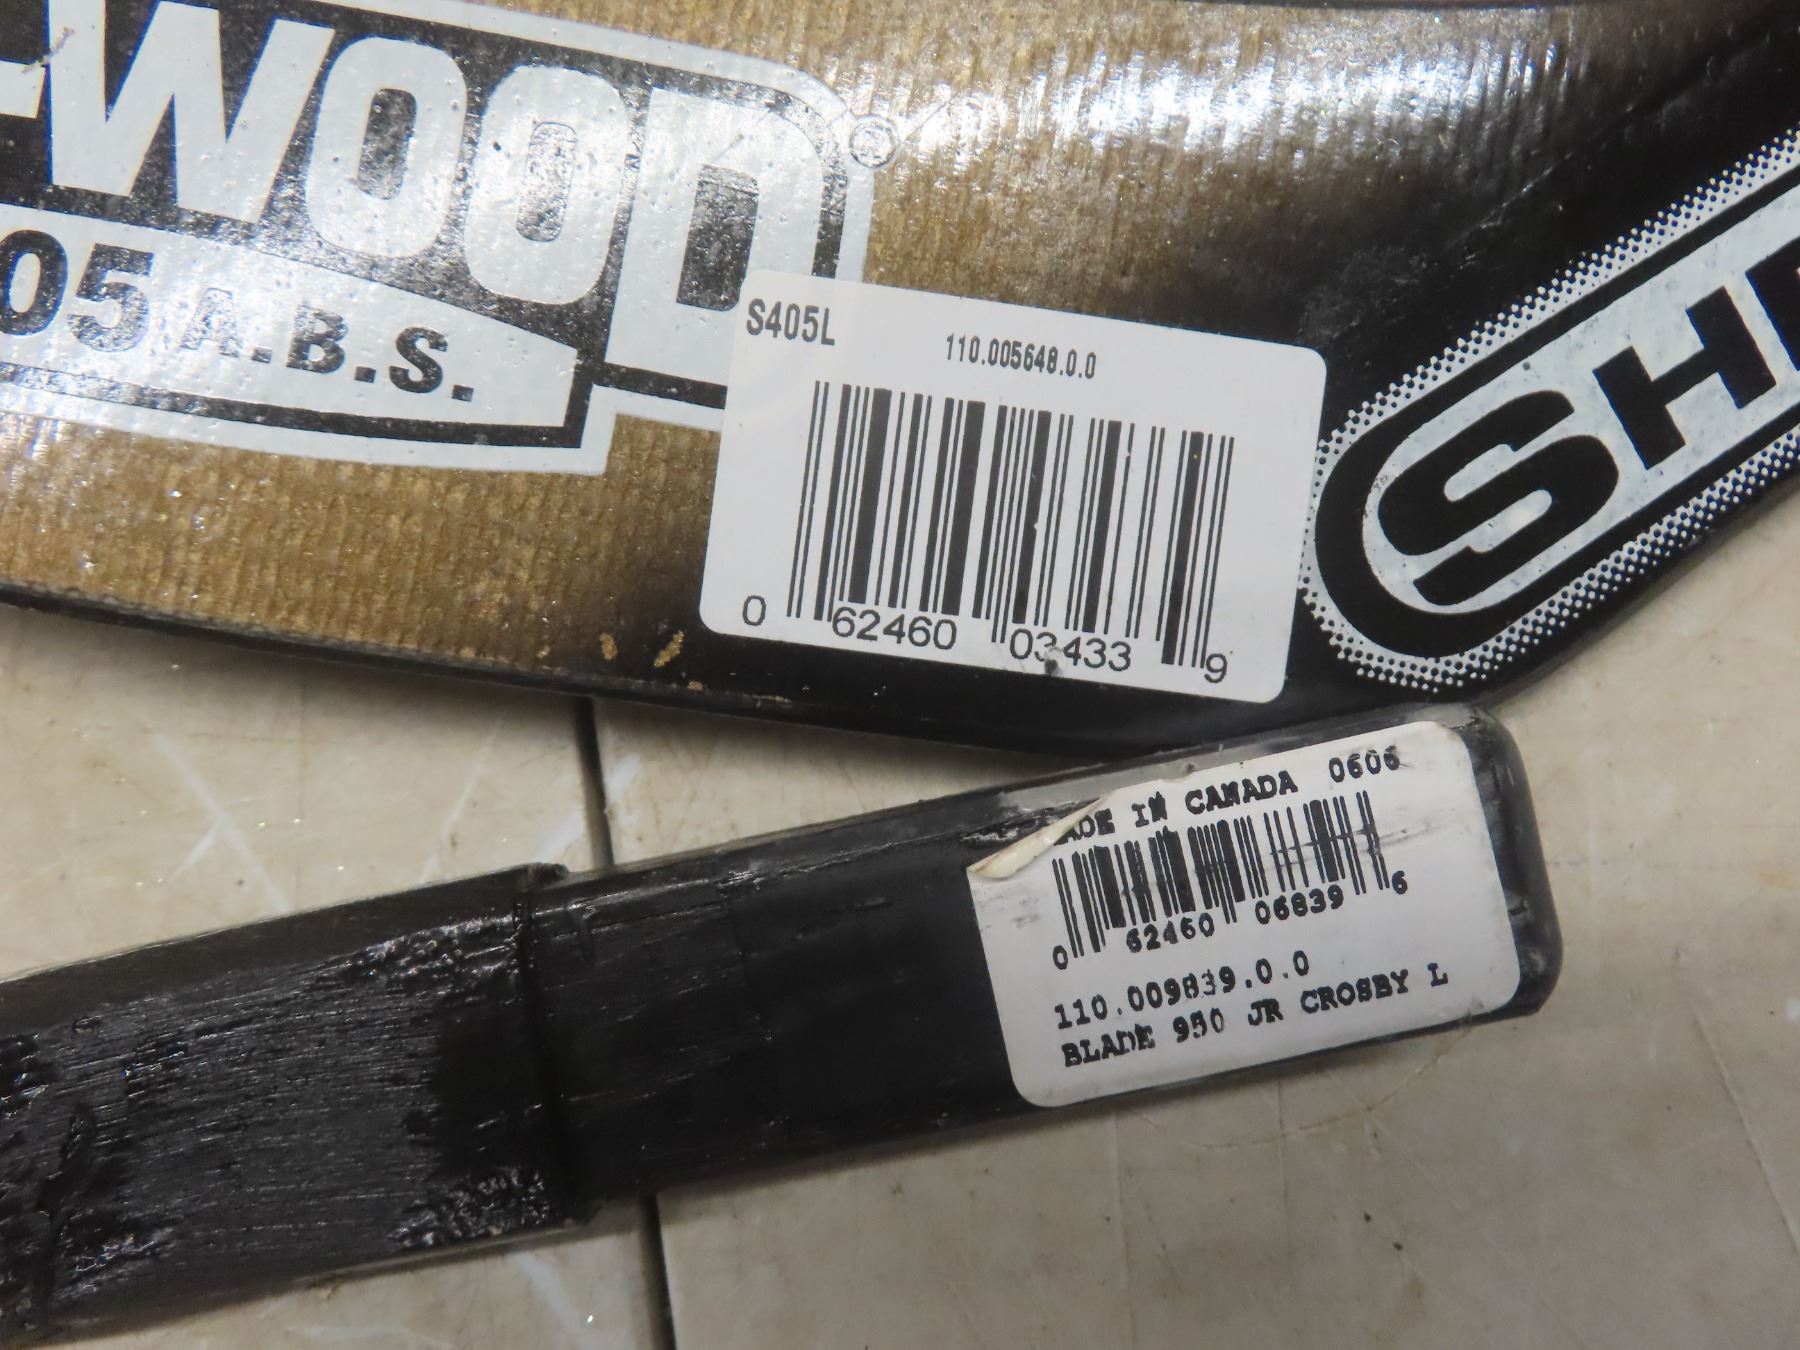 -WOOD®
05 A.B.S.
S405L
110.005648.0.0
0 62460 03433 9
SH
ADE IN CANADA 0606
0 62460 06839 6
110.009839.0.0
BLADE 950 JR CROSBY L